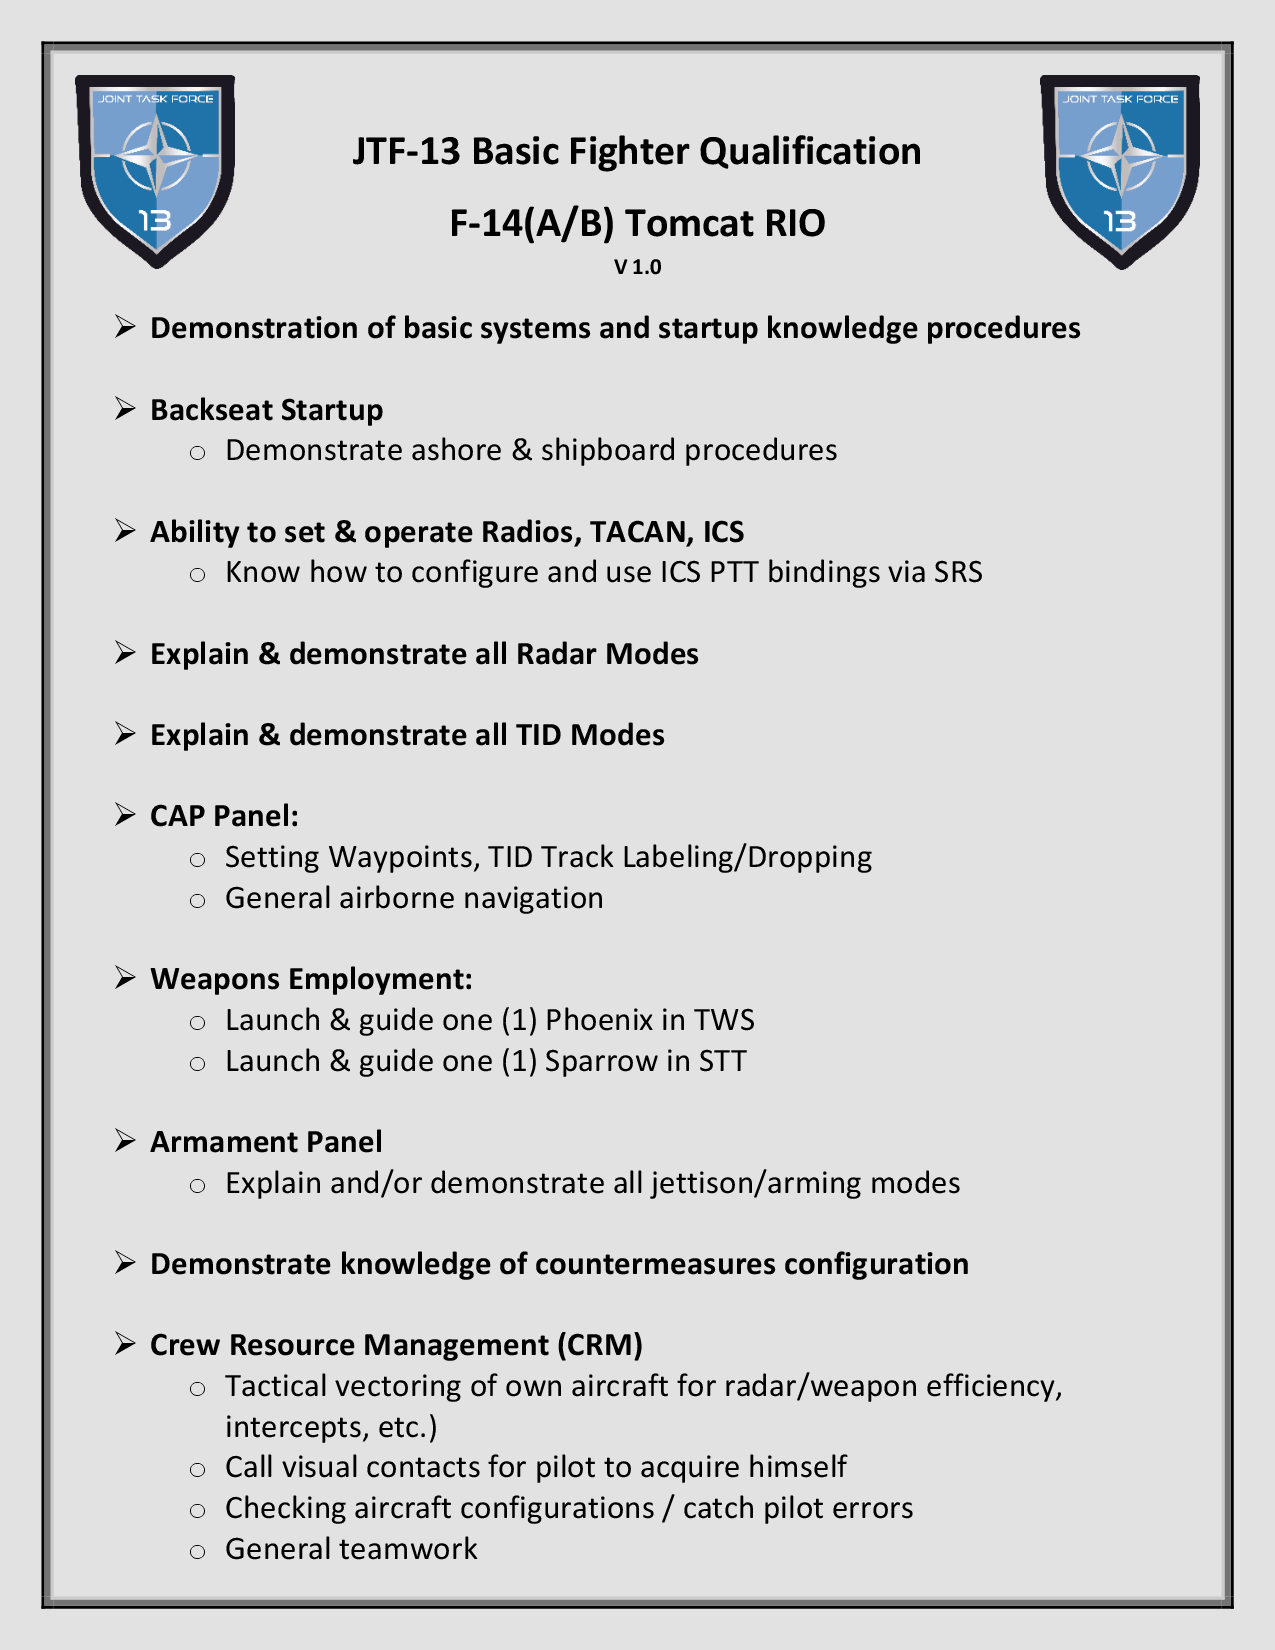 JOINT TASK FORCE
13
JOINT TASK FORCE
13
JTF-13 Basic Fighter Qualification
F-14(A/B) Tomcat RIO
V 1.0
➢ Demonstration of basic systems and startup knowledge procedures
➢ Backseat Startup
o Demonstrate ashore & shipboard procedures
➢ Ability to set & operate Radios, TACAN, ICS
o Know how to configure and use ICS PTT bindings via SRS
➢ Explain & demonstrate all Radar Modes
➢ Explain & demonstrate all TID Modes
➢ CAP Panel:
o Setting Waypoints, TID Track Labeling/Dropping
o General airborne navigation
➢ Weapons Employment:
o Launch & guide one (1) Phoenix in TWS
o Launch & guide one (1) Sparrow in STT
➢ Armament Panel
o Explain and/or demonstrate all jettison/arming modes
➢ Demonstrate knowledge of countermeasures configuration
➢ Crew Resource Management (CRM)
o Tactical vectoring of own aircraft for radar/weapon efficiency,
intercepts, etc.)
o Call visual contacts for pilot to acquire himself
o Checking aircraft configurations / catch pilot errors
o General teamwork